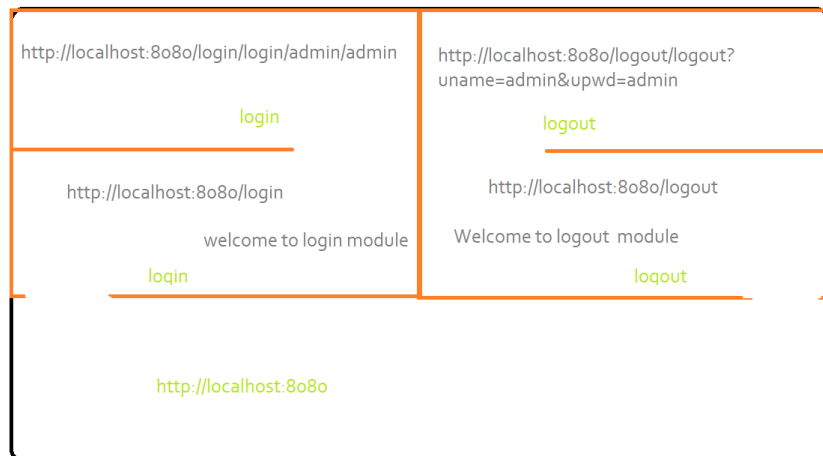 http://localhost:8080/login/login/admin/admin
login
http://localhost:8080/login
welcome to login module
login
http://localhost:8080/logout/logout?
uname=admin&upwd=admin
logout
http://localhost:8080/logout
Welcome to logout module
logout
http://localhost:8080